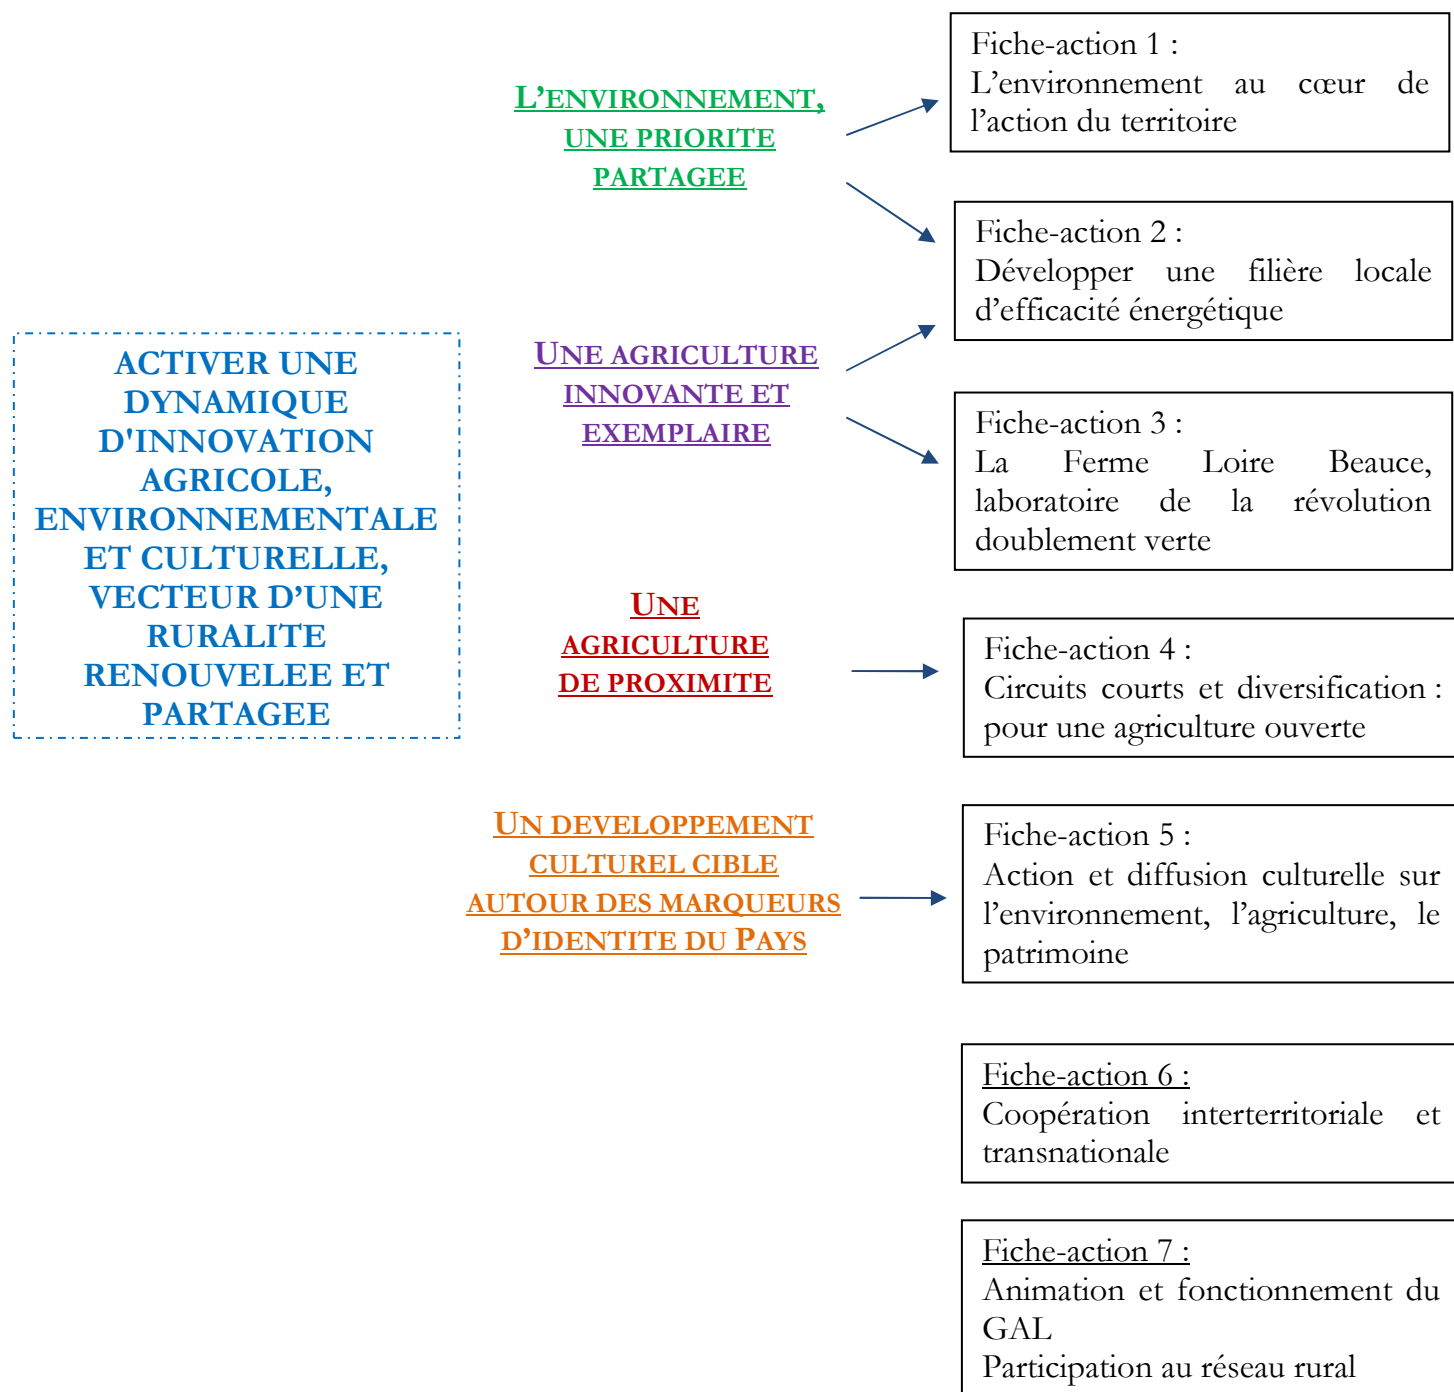 ACTIVER UNE
DYNAMIQUE
D'INNOVATION
AGRICOLE,
ENVIRONNEMENTALE
ET CULTURELLE,
VECTEUR D’UNE
RURALITE
RENOUVELEE ET
PARTAGEE
L’ENVIRONNEMENT,
UNE PRIORITE
PARTAGEE
UNE AGRICULTURE
INNOVANTE ET
EXEMPLAIRE
UNE
AGRICULTURE
DE PROXIMITE
UN DEVELOPPEMENT
CULTUREL CIBLE
AUTOUR DES MARQUEURS
D’IDENTITE DU PAYS
Fiche-action 1 :
L’environnement au cœur de
l’action du territoire
Fiche-action 2 :
Développer une filière locale
d’efficacité énergétique
Fiche-action 3 :
La Ferme Loire Beauce,
laboratoire de la révolution
doublement verte
Fiche-action 4 :
Circuits courts et diversification :
pour une agriculture ouverte
Fiche-action 5 :
Action et diffusion culturelle sur
l’environnement, l’agriculture, le
patrimoine
Fiche-action 6 :
Coopération interterritoriale et
transnationale
Fiche-action 7 :
Animation et fonctionnement du
GAL
Participation au réseau rural